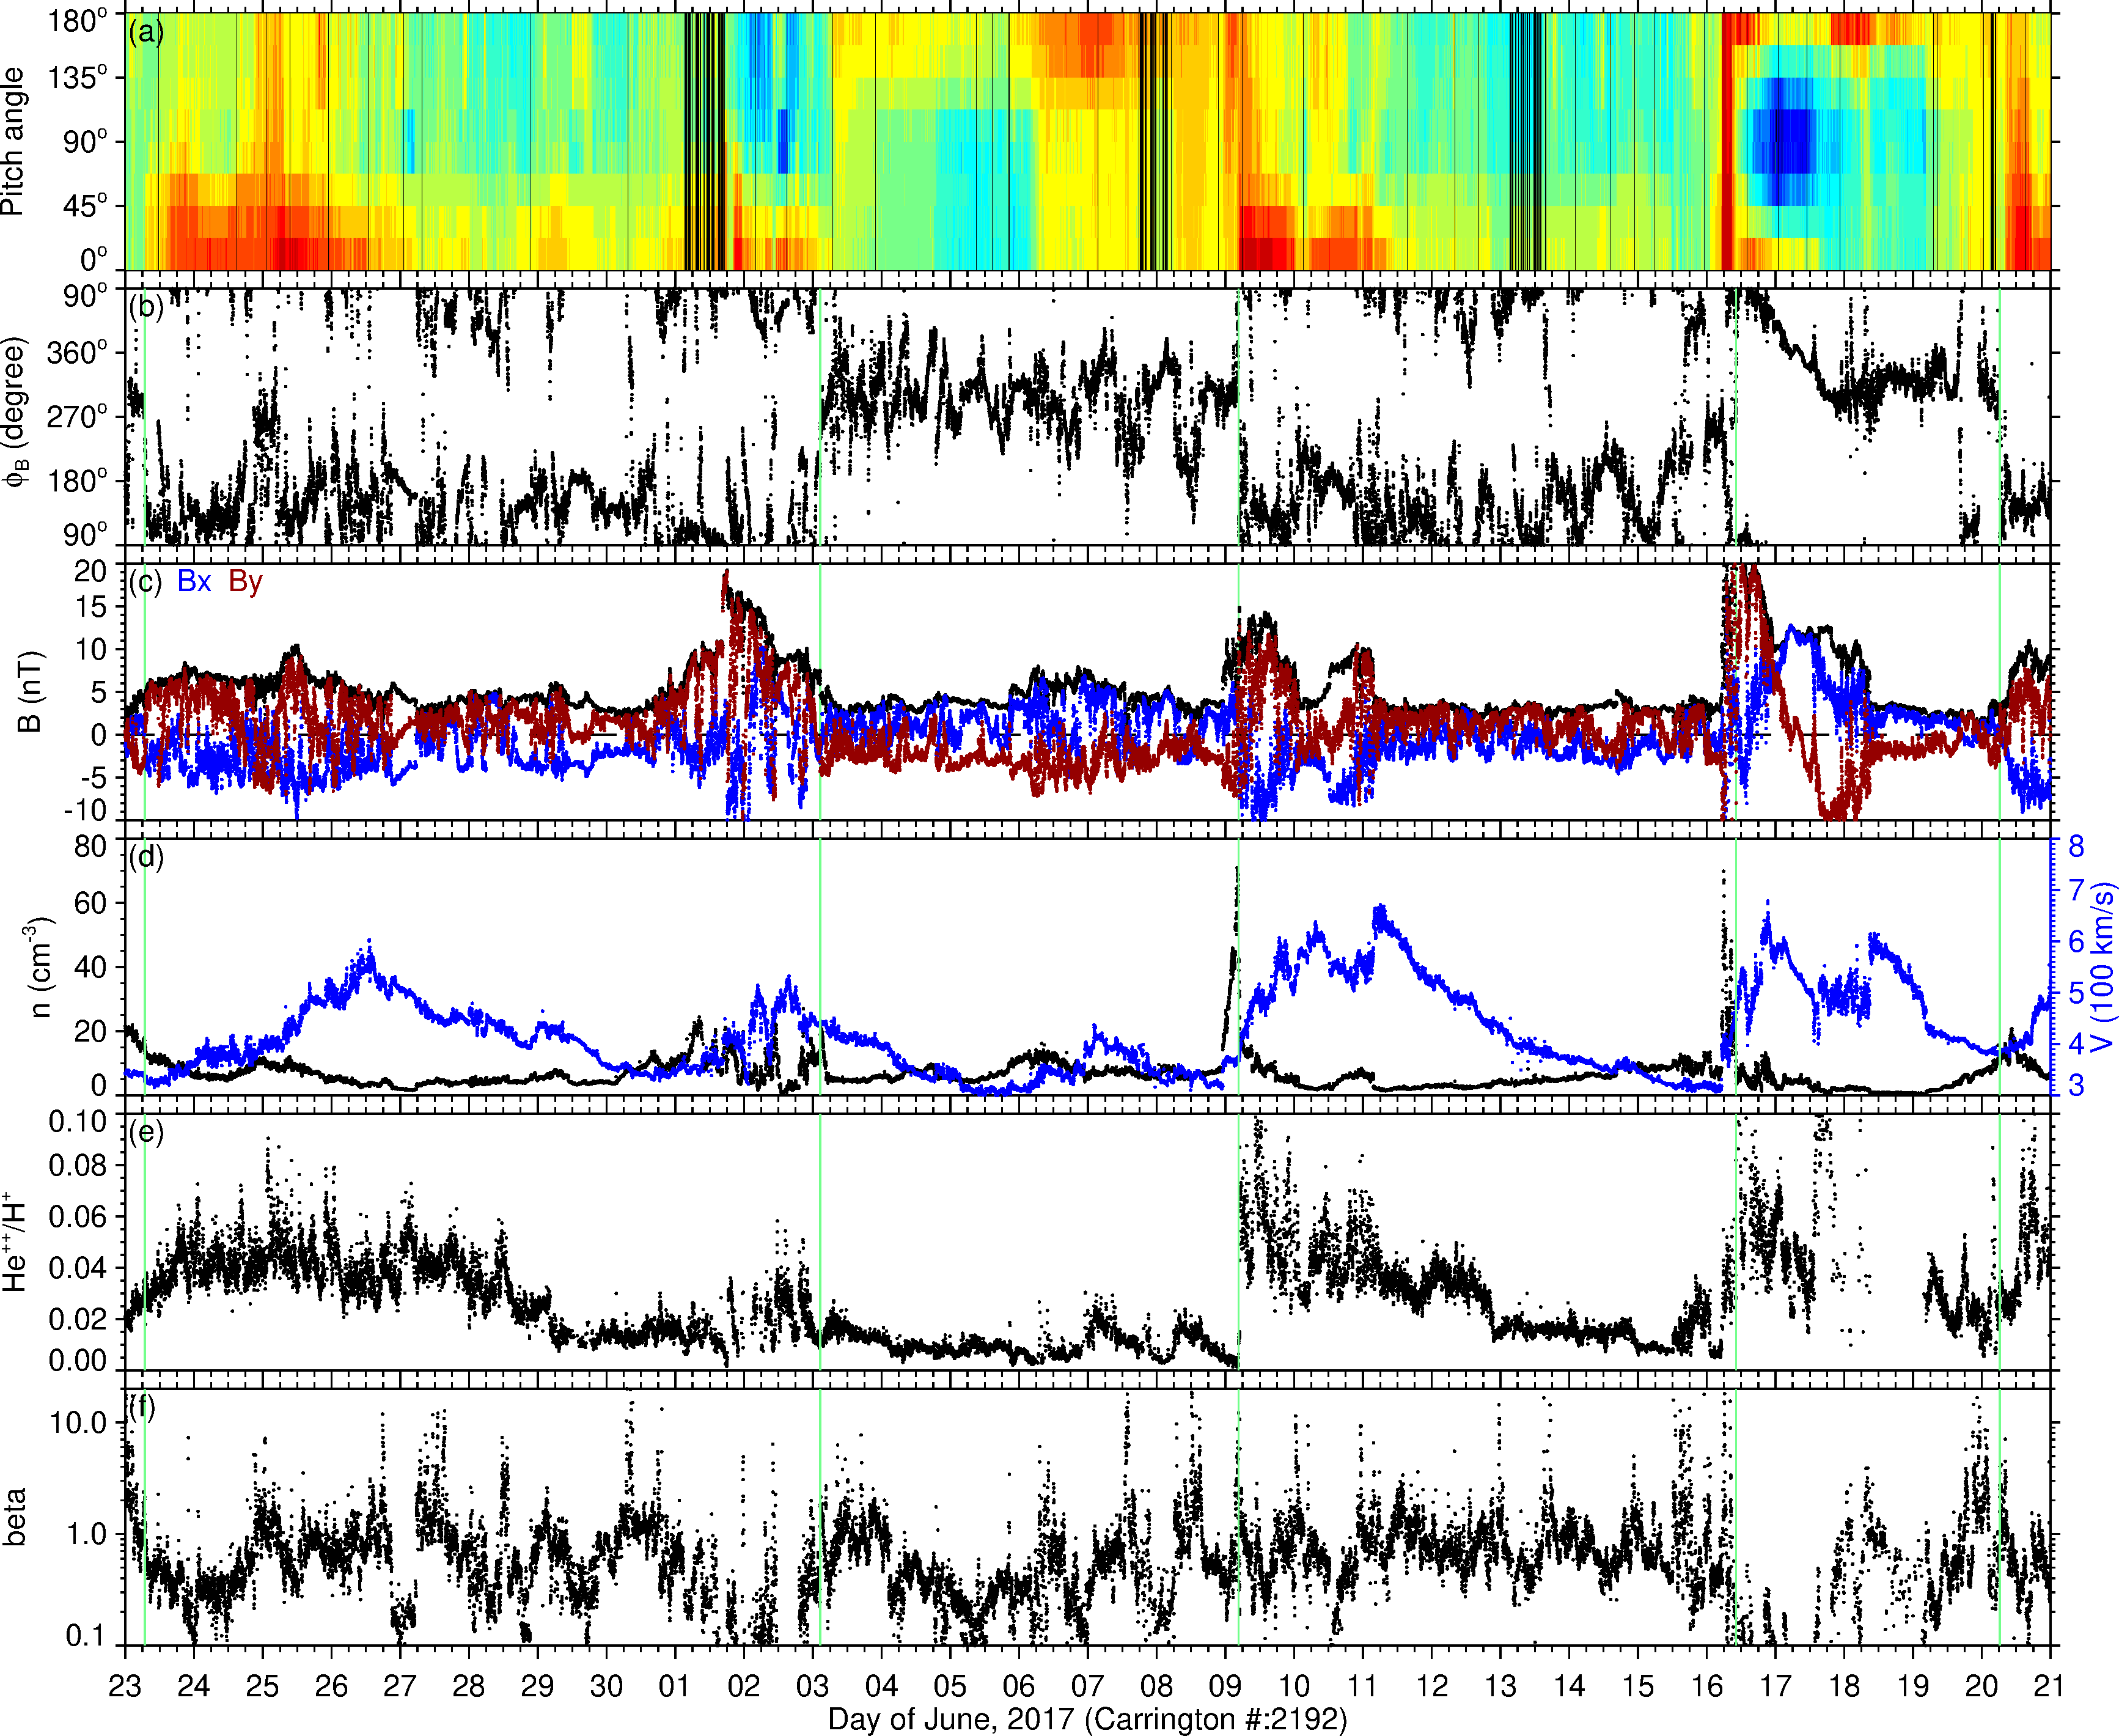 (a)
Pitch angle
180°
135°
90°
45°
0°
(b)
ϕB (degree)
90°
360°
270°
180°
90°
(c) Bx By
B (nT)
20
15
10
5
0
-5
-10
(d)
n (cm-3)
80
60
40
20
0
8
7
6
5
4
3
V (100 km/s)
(e)
He++/H+
0.10
0.08
0.06
0.04
0.02
0.00
(f)
beta
10.0
1.0
0.1
23 24 25 26 27 28 29 30 01 02 03 04 05 06 07 08 09 10 11 12 13 14 15 16 17 18 19 20 21
Day of June, 2017 (Carrington #:2192)